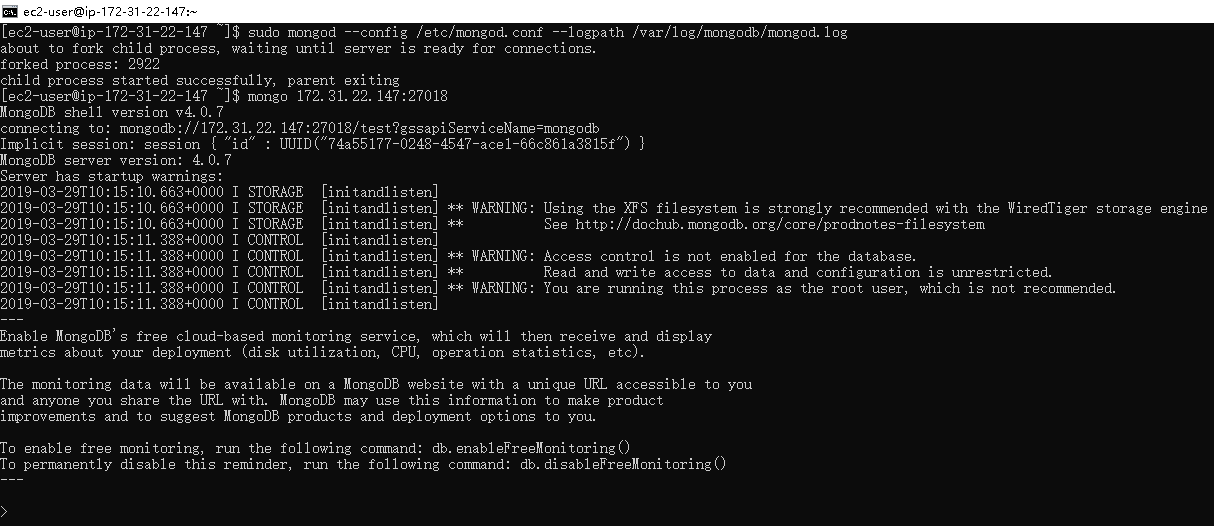 ec2-user@ip-172-31-22-147:~
[ec2-user@ip-172-31-22-147 ~]$ sudo mongod --config /etc/mongod.conf --logpath /var/log/mongodb/mongod.log
about to fork child process, waiting until server is ready for connections.
forked process: 2922
child process started successfully, parent exiting
[ec2-user@ip-172-31-22-147 ~]$ mongo 172.31.22.147:27018
MongoDB shell version v4.0.7
connecting to: mongodb://172.31.22.147:27018/test?gssapiServiceName=mongodb
Implicit session: session { "id" : UUID("74a55177-0248-4547-ace1-66c861a3815f") }
MongoDB server version: 4.0.7
Server has startup warnings:
2019-03-29T10:15:10.663+0000 I STORAGE  [initandlisten]
2019-03-29T10:15:10.663+0000 I STORAGE  [initandlisten] ** WARNING: Using the XFS filesystem is strongly recommended with the WiredTiger storage engine
2019-03-29T10:15:10.663+0000 I STORAGE  [initandlisten] **          See http://dochub.mongodb.org/core/prodnotes-filesystem
2019-03-29T10:15:11.388+0000 I CONTROL  [initandlisten]
2019-03-29T10:15:11.388+0000 I CONTROL  [initandlisten] ** WARNING: Access control is not enabled for the database.
2019-03-29T10:15:11.388+0000 I CONTROL  [initandlisten] **          Read and write access to data and configuration is unrestricted.
2019-03-29T10:15:11.388+0000 I CONTROL  [initandlisten] ** WARNING: You are running this process as the root user, which is not recommended.
2019-03-29T10:15:11.388+0000 I CONTROL  [initandlisten]
---
Enable MongoDB's free cloud-based monitoring service, which will then receive and display
metrics about your deployment (disk utilization, CPU, operation statistics, etc).

The monitoring data will be available on a MongoDB website with a unique URL accessible to you
and anyone you share the URL with. MongoDB may use this information to make product
improvements and to suggest MongoDB products and deployment options to you.

To enable free monitoring, run the following command: db.enableFreeMonitoring()
To permanently disable this reminder, run the following command: db.disableFreeMonitoring()
---

>